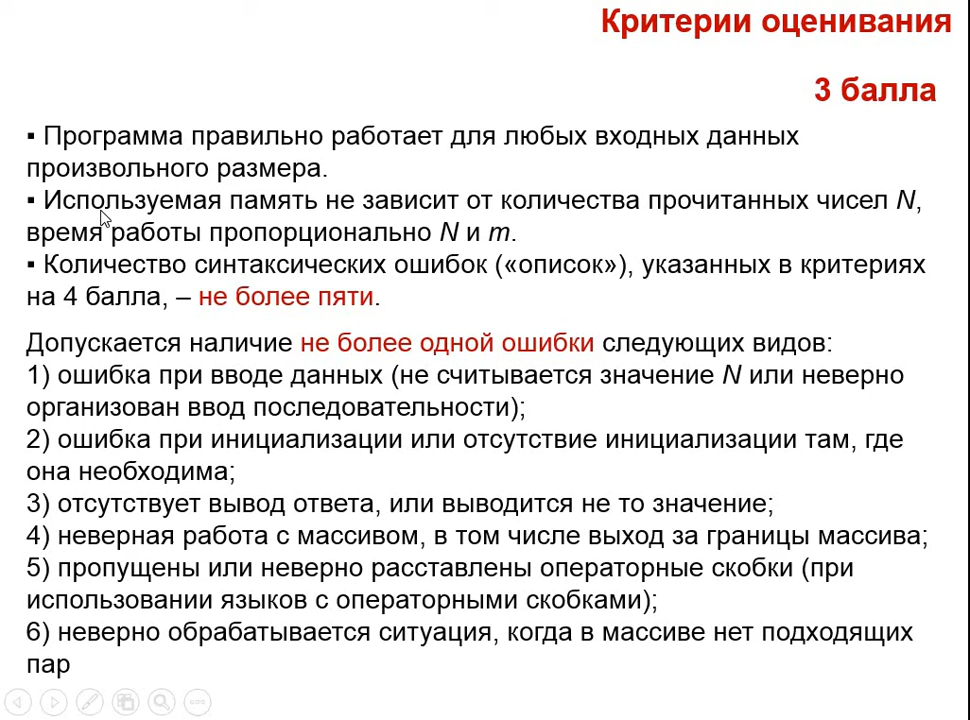 Критерии оценивания
3 балла
▪ Программа правильно работает для любых входных данных
произвольного размера.
▪ Используемая память не зависит от количества прочитанных чисел N,
время работы пропорционально N и m.
▪ Количество синтаксических ошибок («описок»), указанных в критериях
на 4 балла, – не более пяти.
Допускается наличие не более одной ошибки следующих видов:
1) ошибка при вводе данных (не считывается значение N или неверно
организован ввод последовательности);
2) ошибка при инициализации или отсутствие инициализации там, где
она необходима;
3) отсутствует вывод ответа, или выводится не то значение;
4) неверная работа с массивом, в том числе выход за границы массива;
5) пропущены или неверно расставлены операторные скобки (при
использовании языков с операторными скобками);
6) неверно обрабатывается ситуация, когда в массиве нет подходящих
пар